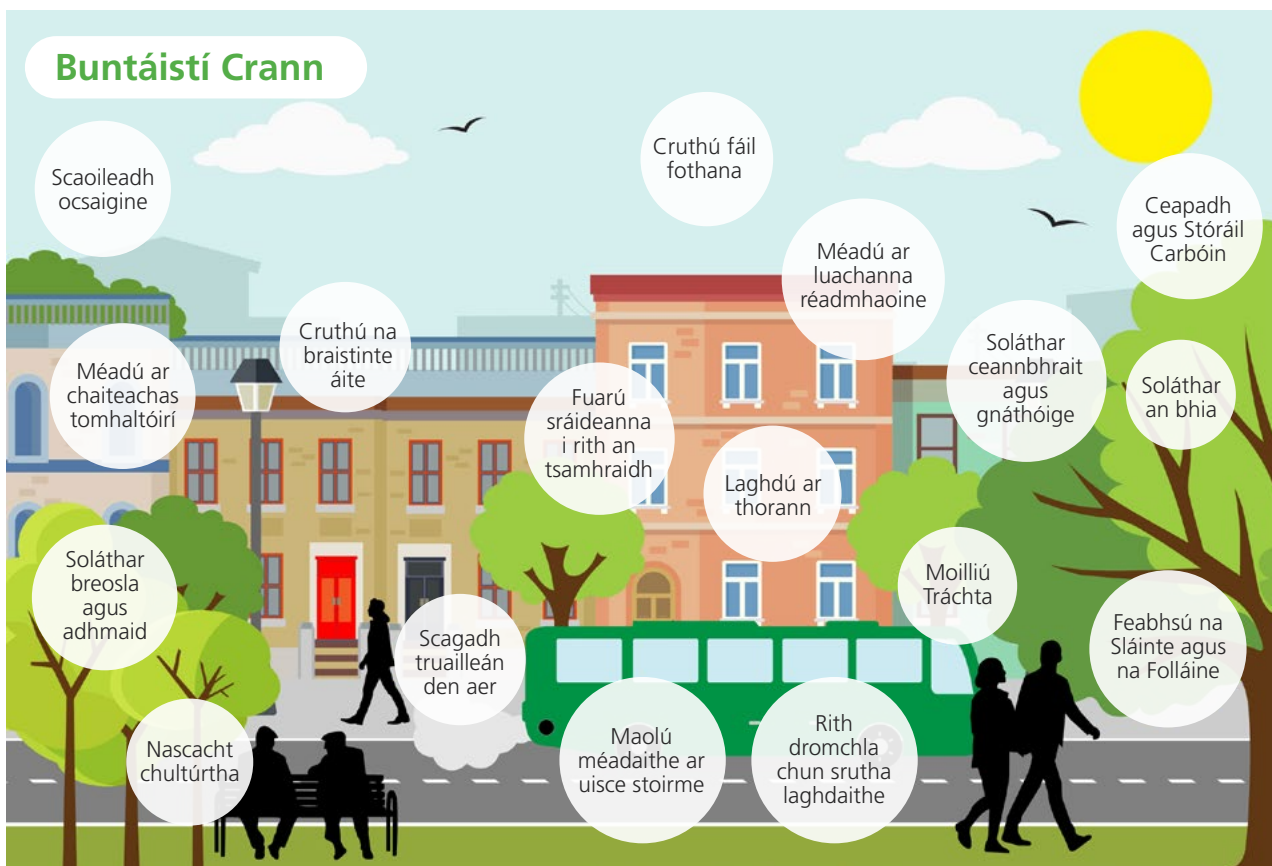 Buntáistí Crann
Scaoileadh
ocsaigine
Cruthú fáil
fothana
Ceapadh
agus Stóráil
Carbóin
Méadú ar
luachanna
réadmhaoine
Cruthú na
braistinte
áite
Méadú ar
chaiteachas
tomhaltóirí
Fuarú
sráideanna
i rith an
tsamhraidh
Soláthar
ceannbhrait
agus
gnáthóige
Soláthar
an bhia
Laghdú ar
thorann
Soláthar
breosla
agus
adhmaid
Scagadh
truailleán
den aer
Moilliú
Tráchta
Feabhsú na
Sláinte agus
na Folláine
Nascacht
chultúrtha
Maolú
méadaithe ar
uisce stoirme
Rith
dromchla
chun srutha
laghdaithe